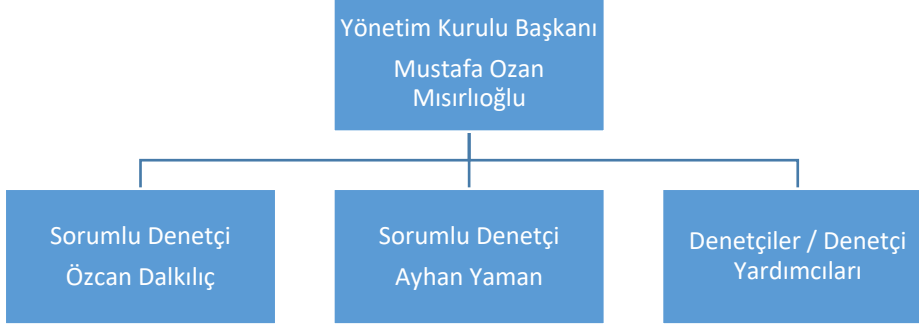 Yönetim Kurulu Başkanı
Mustafa Ozan
Mısırlıoğlu
Sorumlu Denetçi
Özcan Dalkılıç
Sorumlu Denetçi
Ayhan Yaman
Denetçiler / Denetçi
Yardımcıları